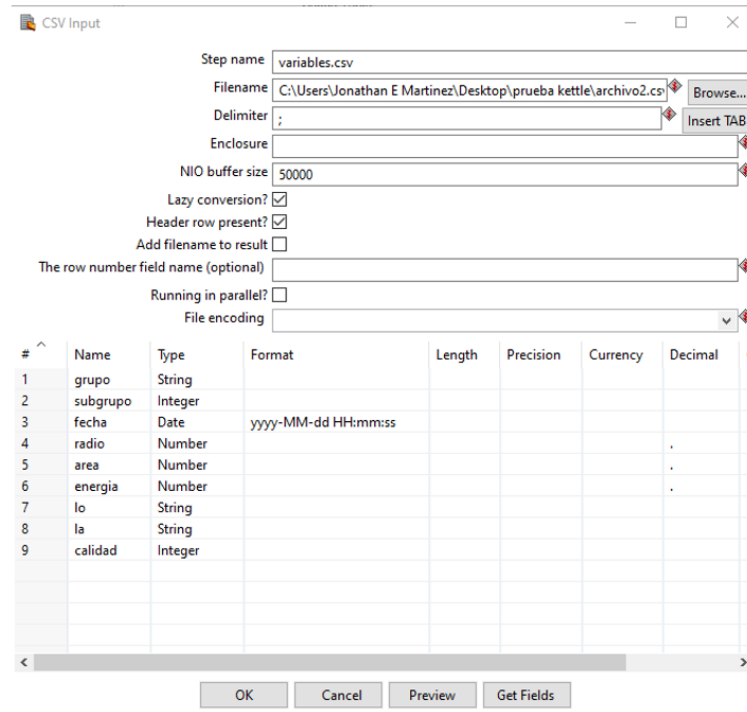 CSV Input
Step name variables.csv
Filename C:\Users\Jonathan E Martinez\Desktop\prueba kettle\archivo2.cs Browse...
Delimiter ; Insert TAB
Enclosure
NIO buffer size 50000
Lazy conversion?
Header row present?
Add filename to result
The row number field name (optional)
Running in parallel?
File encoding
# Name Type Format Length Precision Currency Decimal
1 grupo String
2 subgrupo Integer
3 fecha Date yyyy-MM-dd HH:mm:ss
4 radio Number .
5 area Number .
6 energia Number .
7 lo String
8 la String
9 calidad Integer
OK Cancel Preview Get Fields